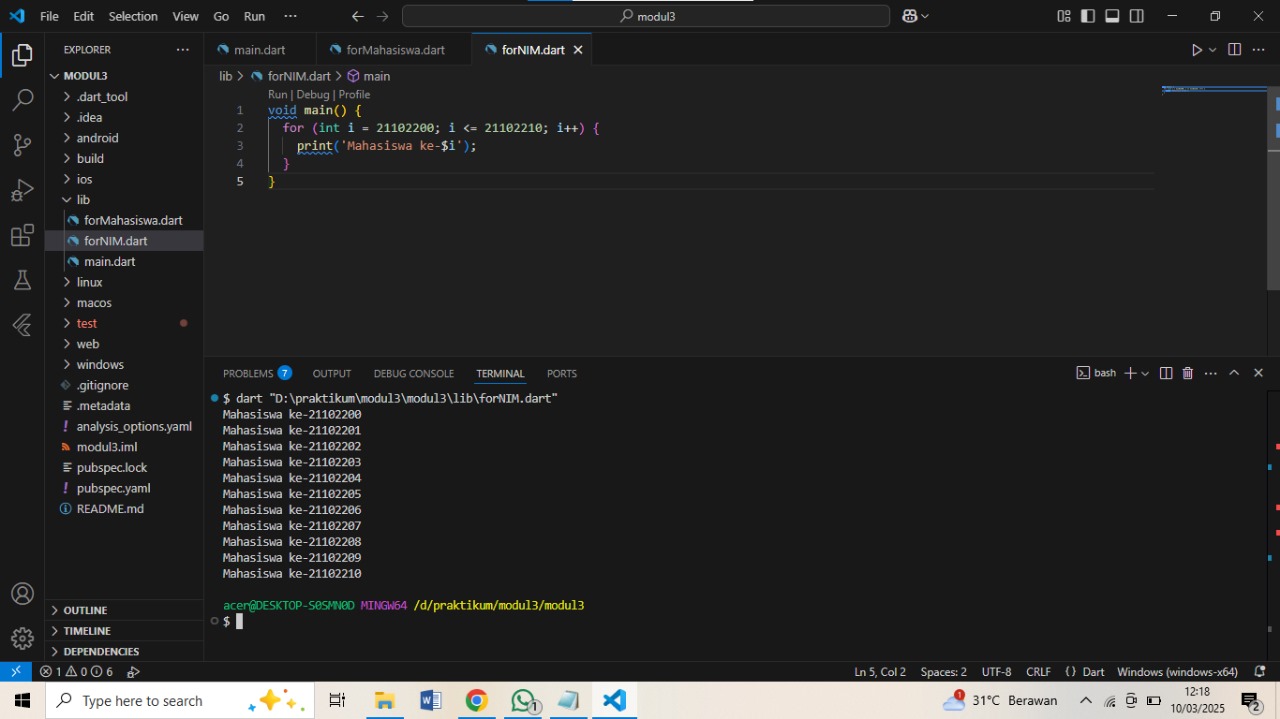 File Edit Selection View Go Run ··· modul3
EXPLORER ···
MODUL3
.dart_tool
.idea
android
build
ios
lib
forMahasiswa.dart
forNIM.dart
main.dart
linux
macos
test
web
windows
.gitignore
.metadata
analysis_options.yaml
modul3.iml
pubspec.lock
pubspec.yaml
README.md
OUTLINE
TIMELINE
DEPENDENCIES
main.dart forMahasiswa.dart forNIM.dart
lib > forNIM.dart > main
Run | Debug | Profile
1 void main() {
2 for (int i = 21102200; i <= 21102210; i++) {
3 print('Mahasiswa ke-$i');
4 }
5 }
PROBLEMS 7 OUTPUT DEBUG CONSOLE TERMINAL PORTS bash
$ dart "D:\praktikum\modul3\modul3\lib\forNIM.dart"
Mahasiswa ke-21102200
Mahasiswa ke-21102201
Mahasiswa ke-21102202
Mahasiswa ke-21102203
Mahasiswa ke-21102204
Mahasiswa ke-21102205
Mahasiswa ke-21102206
Mahasiswa ke-21102207
Mahasiswa ke-21102208
Mahasiswa ke-21102209
Mahasiswa ke-21102210
acer@DESKTOP-S0SMN0D MINGW64 /d/praktikum/modul3/modul3
$
1 0 6 Ln 5, Col 2 Spaces: 2 UTF-8 CRLF {} Dart Windows (windows-x64)
Type here to search 1 1 31°C Berawan 12:18
10/03/2025 2